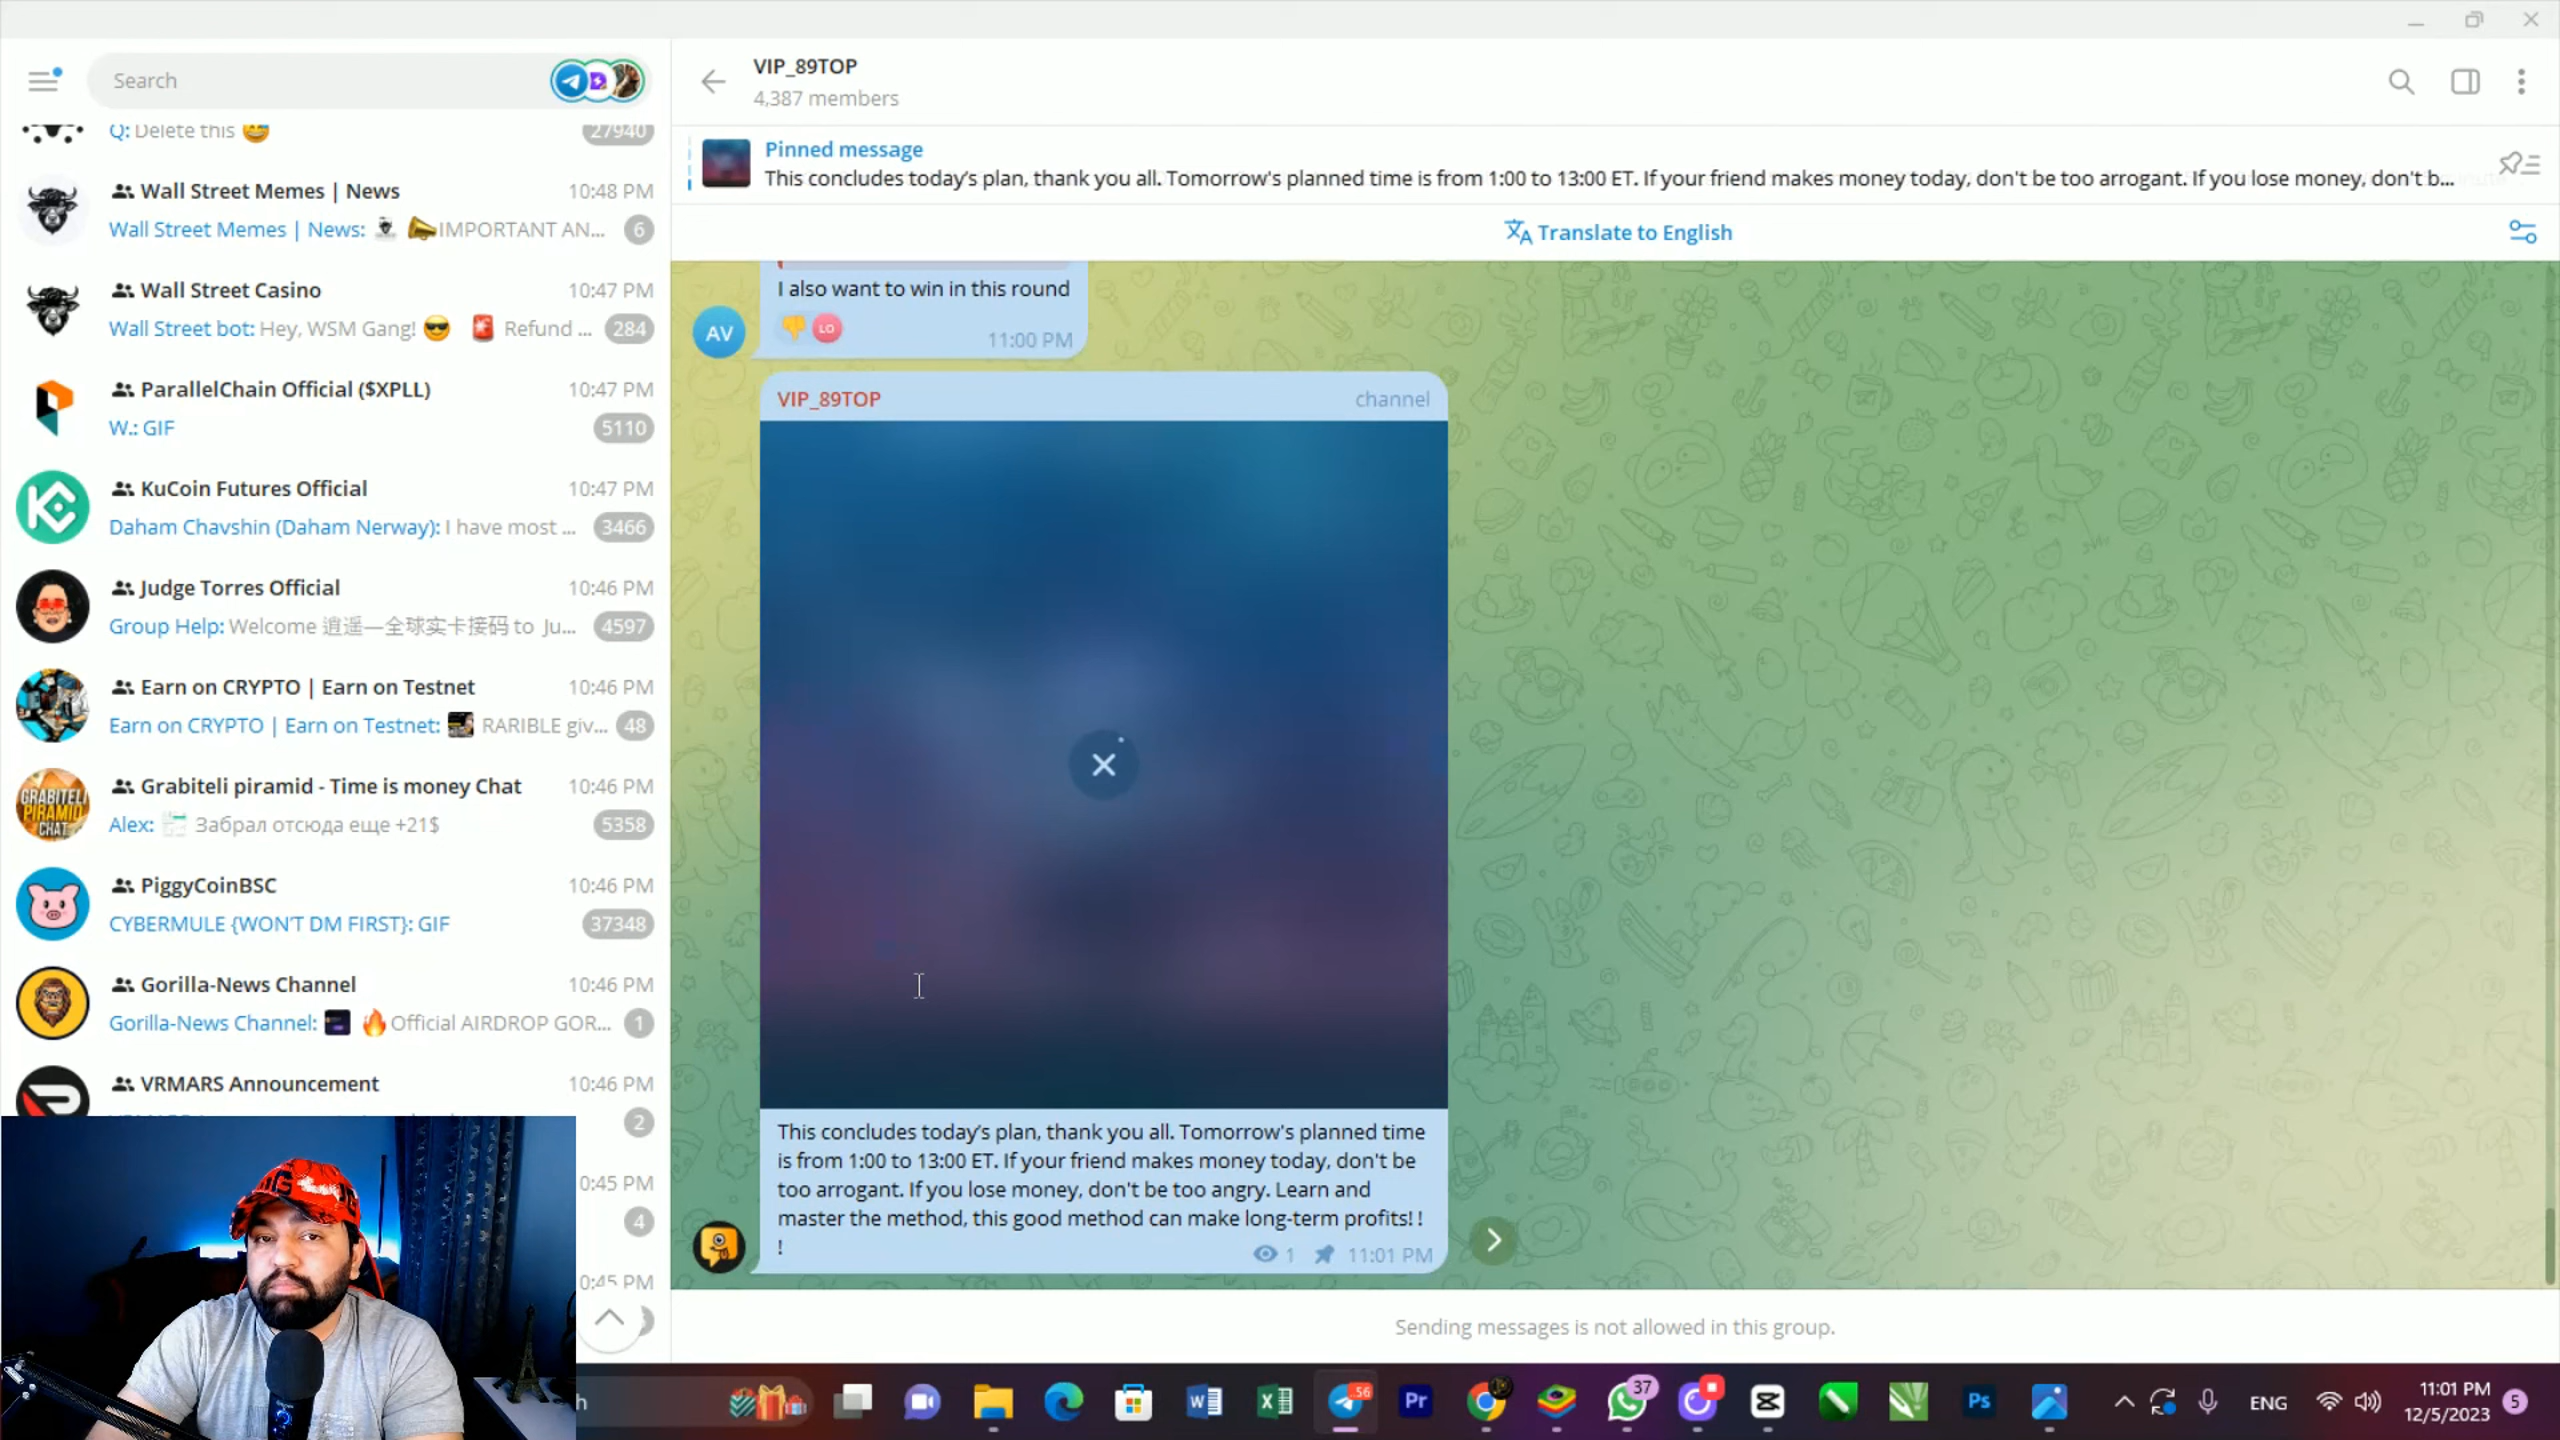 Search
Q: Delete this 😅
27940
Wall Street Memes | News
10:48 PM
Wall Street Memes | News: 📣IMPORTANT AN...
6
Wall Street Casino
10:47 PM
Wall Street bot: Hey, WSM Gang! 😎 🚨 Refund ...
284
ParallelChain Official ($XPLL)
10:47 PM
W.: GIF
5110
KuCoin Futures Official
10:47 PM
Daham Chavshin (Daham Nerway): I have most ...
3466
Judge Torres Official
10:46 PM
Group Help: Welcome 逍遥—全球实卡接码 to Ju...
4597
Earn on CRYPTO | Earn on Testnet
10:46 PM
Earn on CRYPTO | Earn on Testnet: RARIBLE giv...
48
GRABITELI
PIRAMID
CHAT
Grabiteli piramid - Time is money Chat
10:46 PM
Alex: Забрал отсюда еще +21$
5358
PiggyCoinBSC
10:46 PM
CYBERMULE {WON'T DM FIRST}: GIF
37348
Gorilla-News Channel
10:46 PM
Gorilla-News Channel: 🔥Official AIRDROP GOR...
1
VRMARS Announcement
10:46 PM
2
0:45 PM
4
0:45 PM
VIP_89TOP
4,387 members
Pinned message
This concludes today's plan, thank you all. Tomorrow's planned time is from 1:00 to 13:00 ET. If your friend makes money today, don't be too arrogant. If you lose money, don't b...
Translate to English
I also want to win in this round
AV
👎 LO
11:00 PM
VIP_89TOP
channel
This concludes today's plan, thank you all. Tomorrow's planned time
is from 1:00 to 13:00 ET. If your friend makes money today, don't be
too arrogant. If you lose money, don't be too angry. Learn and
master the method, this good method can make long-term profits! !
!
1 11:01 PM
Sending messages is not allowed in this group.
h
56
Pr
37
Ps
ENG
11:01 PM
12/5/2023
5